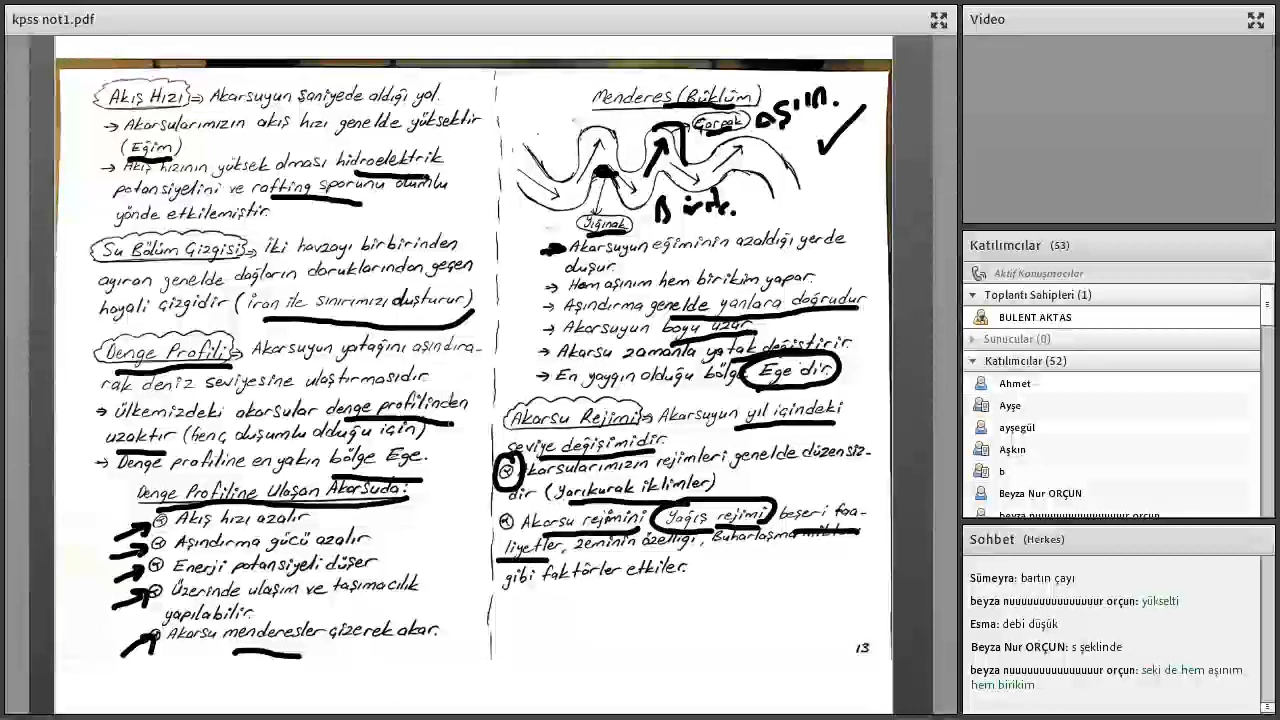 kpss not1.pdf
Akış Hızı ⇒ Akarsuyun saniyede aldığı yol.
→ Akarsularımızın akış hızı genelde yüksektir
(Eğim)
→ Akış hızının yüksek olması hidroelektrik
potansiyelini ve rafting sporunu olumlu
yönde etkilemiştir.
Su Bölüm Çizgisi ⇒ İki havzayı birbirinden
ayıran genelde dağların doruklarından geçen
hayali çizgidir (İran ile sınırımızı oluşturur)
Denge Profili ⇒ Akarsuyun yatağını aşındıra-
rak deniz seviyesine ulaştırmasıdır.
→ Ülkemizdeki akarsular denge profilinden
uzaktır (Genç oluşumlu olduğu için)
→ Denge profiline en yakın bölge Ege.
Denge Profiline Ulaşan Akarsuda:
Akış hızı azalır
Aşındırma gücü azalır
Enerji potansiyeli düşer
Üzerinde ulaşım ve taşımacılık
yapılabilir.
Akarsu menderesler çizerek akar.
Menderes (Büklüm)
Çarpak
Aşın.
Yığınak
Birik.
Akarsuyun eğiminin azaldığı yerde
oluşur.
→ Hem aşınım hem birikim yapar.
→ Aşındırma genelde yanlara doğrudur
→ Akarsuyun boyu uzar
→ Akarsu zamanla yatak değiştirir.
→ En yaygın olduğu bölge Ege'dir.
Akarsu Rejimi ⇒ Akarsuyun yıl içindeki
seviye değişimidir.
Akarsularımızın rejimleri genelde düzensiz-
dir (Yarıkurak iklimler)
Akarsu rejimini Yağış rejimi beşeri faa-
liyetler, zeminin özelliği, Buharlaşma miktarı
gibi faktörler etkiler.
13
Video
Katılımcılar (53)
Aktif Konuşmacılar
Toplantı Sahipleri (1)
BULENT AKTAS
Sunucular (0)
Katılımcılar (52)
Ahmet
Ayşe
ayşegül
Aşkın
b
Beyza Nur ORÇUN
beyza nuuuuuuuuuuuuuur orçun
Sohbet (Herkes)
Sümeyra: bartın çayı
beyza nuuuuuuuuuuuuuur orçun: yükselti
Esma: debi düşük
Beyza Nur ORÇUN: s şeklinde
beyza nuuuuuuuuuuuuuur orçun: seki de hem aşınım
hem birikim